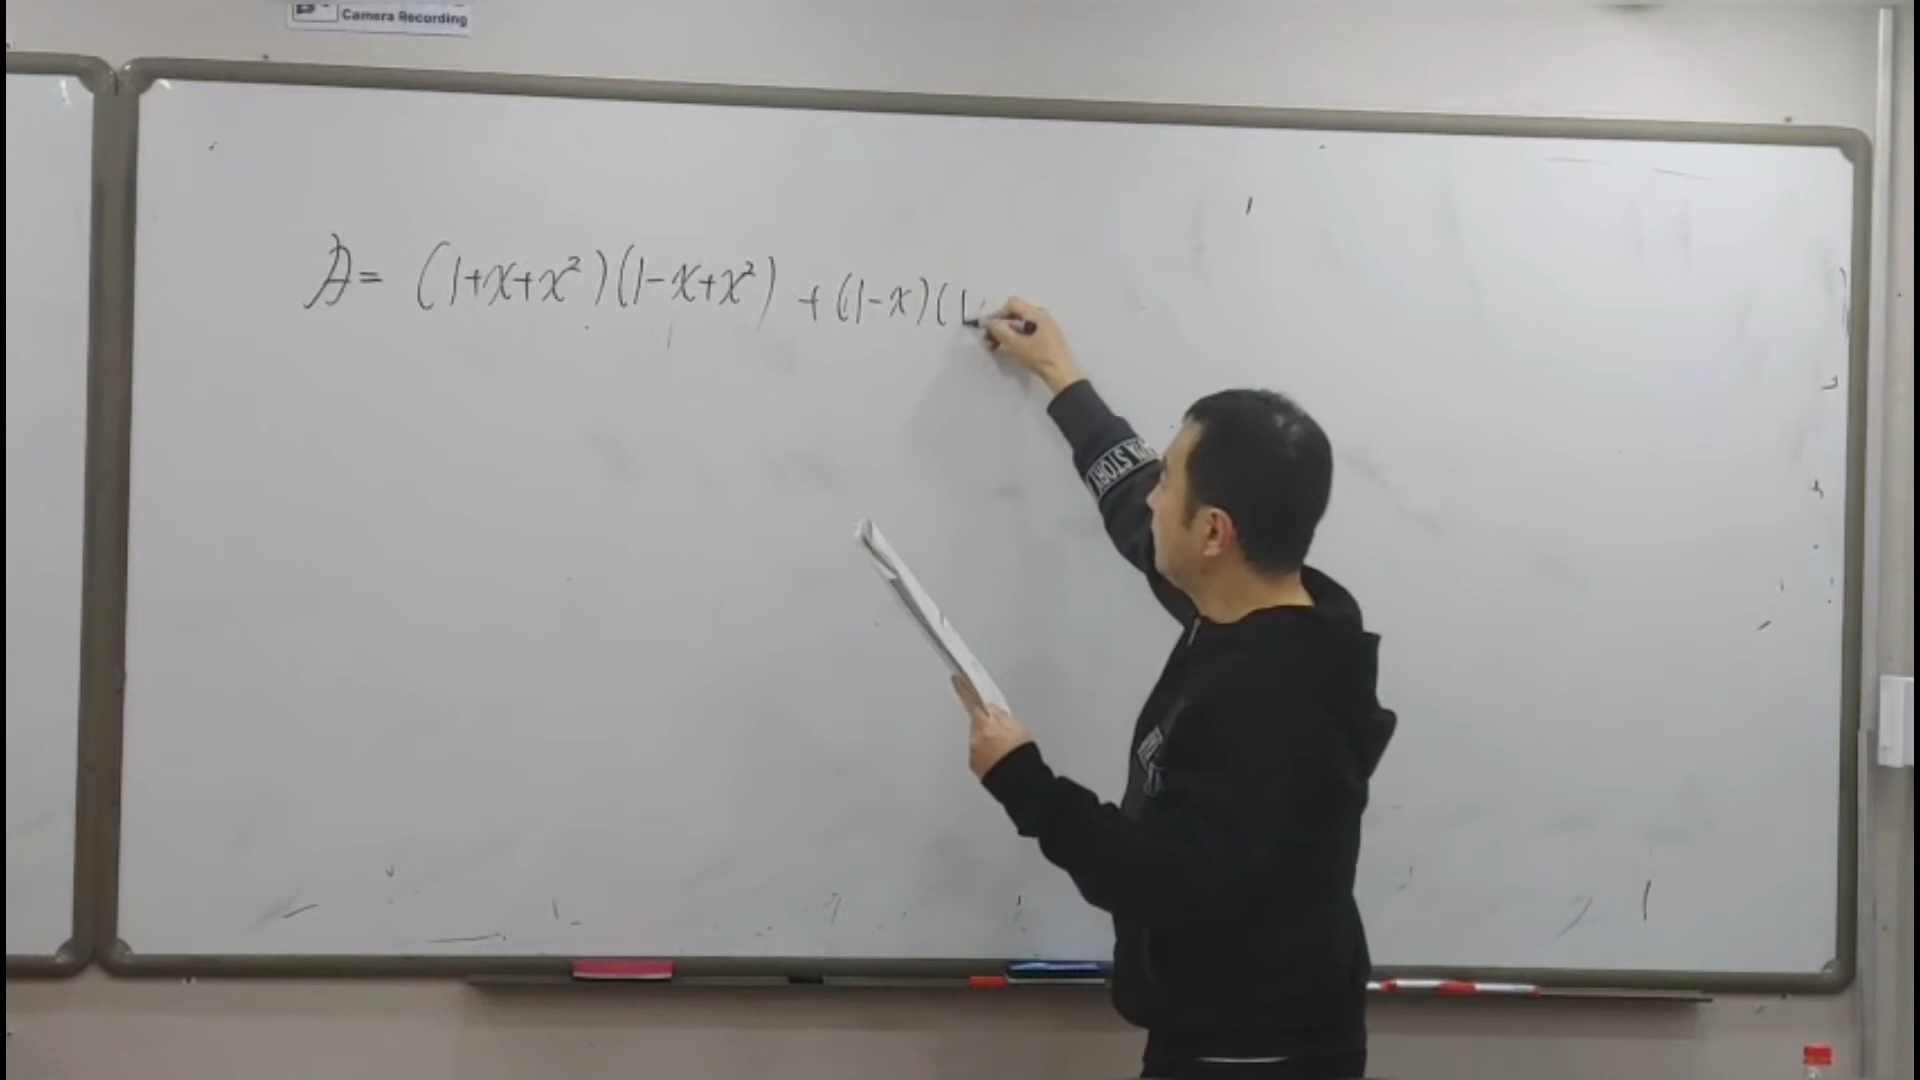 Camera Recording
A= (1+x+x²)(1-x+x²) + (1-x)(1